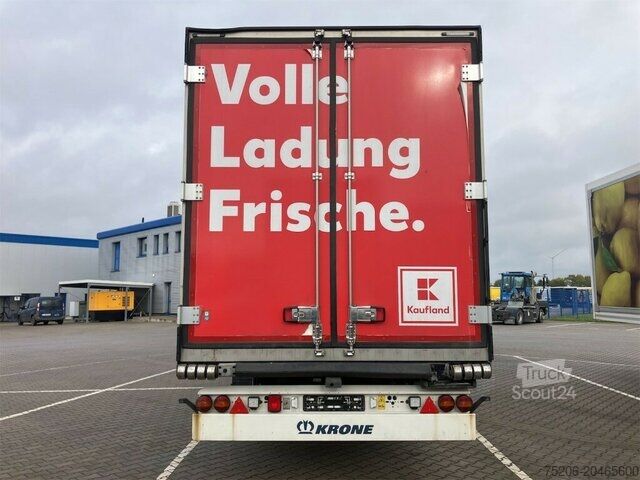 Volle
Ladung
Frische.
Kaufland
KRONE
Truck
Scout24
75206-20465600